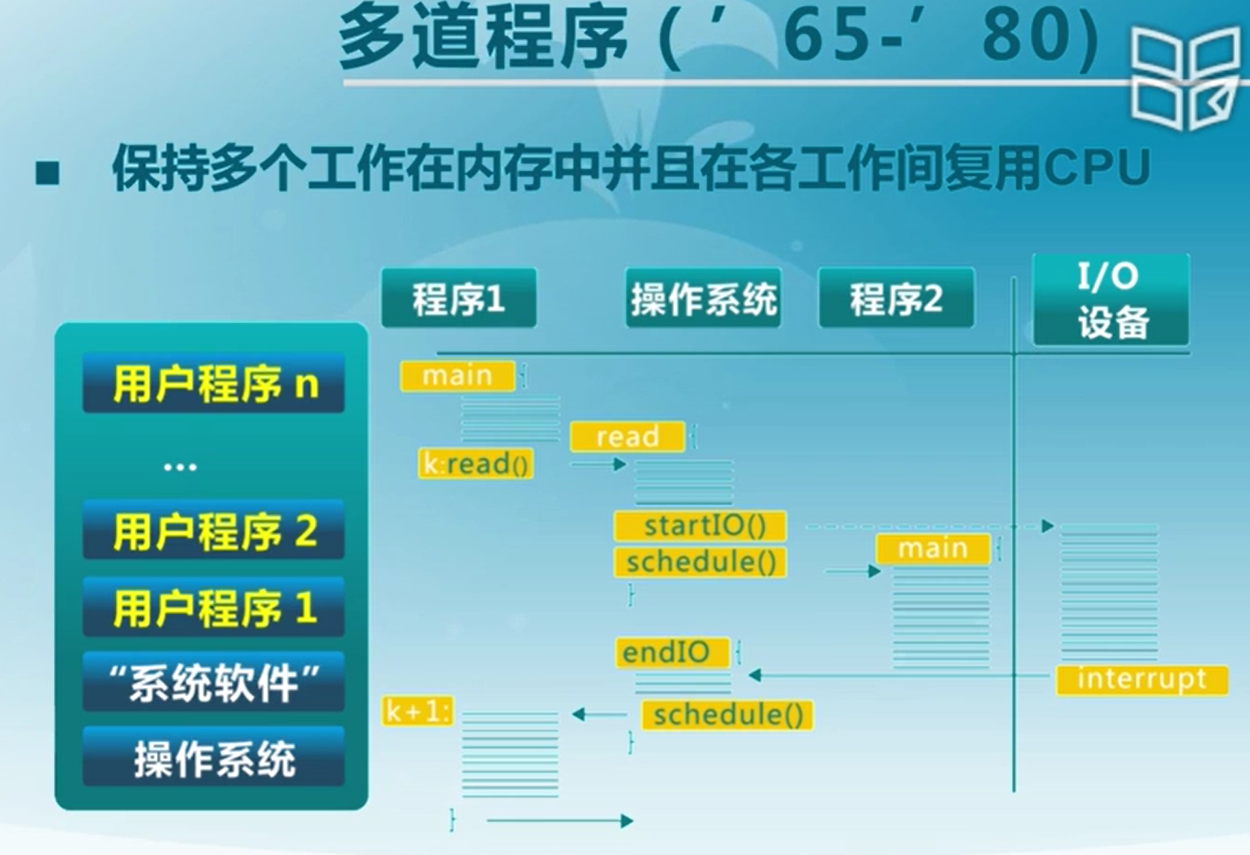 多道程序(’65-’80)
■ 保持多个工作在内存中并且在各工作间复用CPU
程序1
操作系统
程序2
I/O
设备
用户程序 n
...
用户程序 2
用户程序 1
“系统软件”
操作系统
main {
read {
k:read()
startIO()
schedule()
}
main {
endIO {
interrupt
k+1:
schedule()
}
}